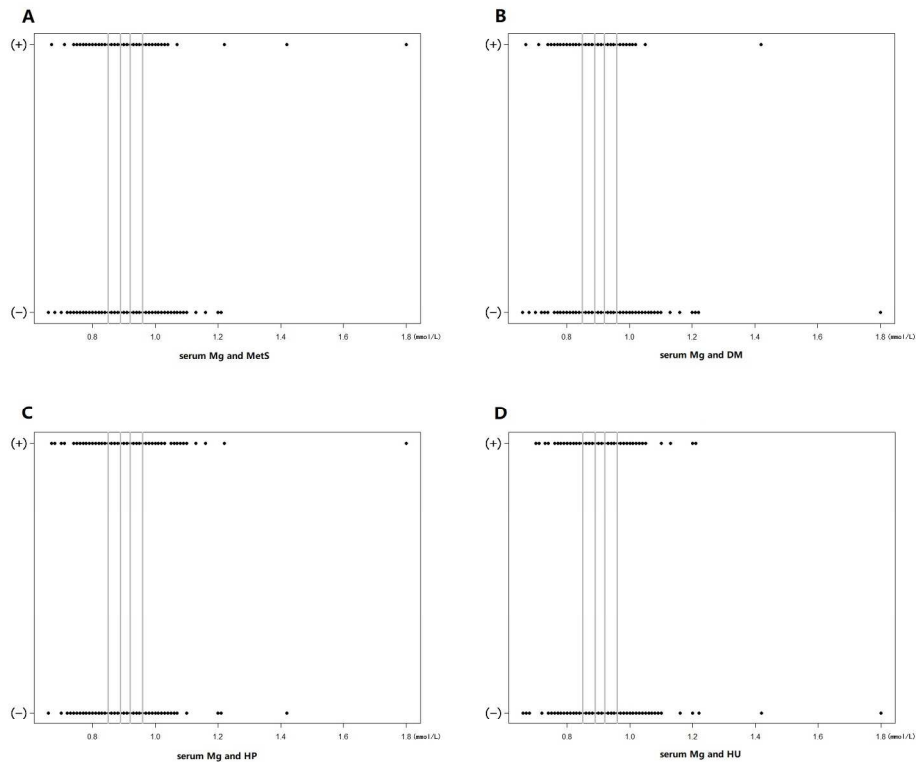 A
(+)
(−)
0.8 1.0 1.2 1.4 1.6 1.8 (mmol/L)
serum Mg and MetS
B
(+)
(−)
0.8 1.0 1.2 1.4 1.6 1.8 (mmol/L)
serum Mg and DM
C
(+)
(−)
0.8 1.0 1.2 1.4 1.6 1.8 (mmol/L)
serum Mg and HP
D
(+)
(−)
0.8 1.0 1.2 1.4 1.6 1.8 (mmol/L)
serum Mg and HU